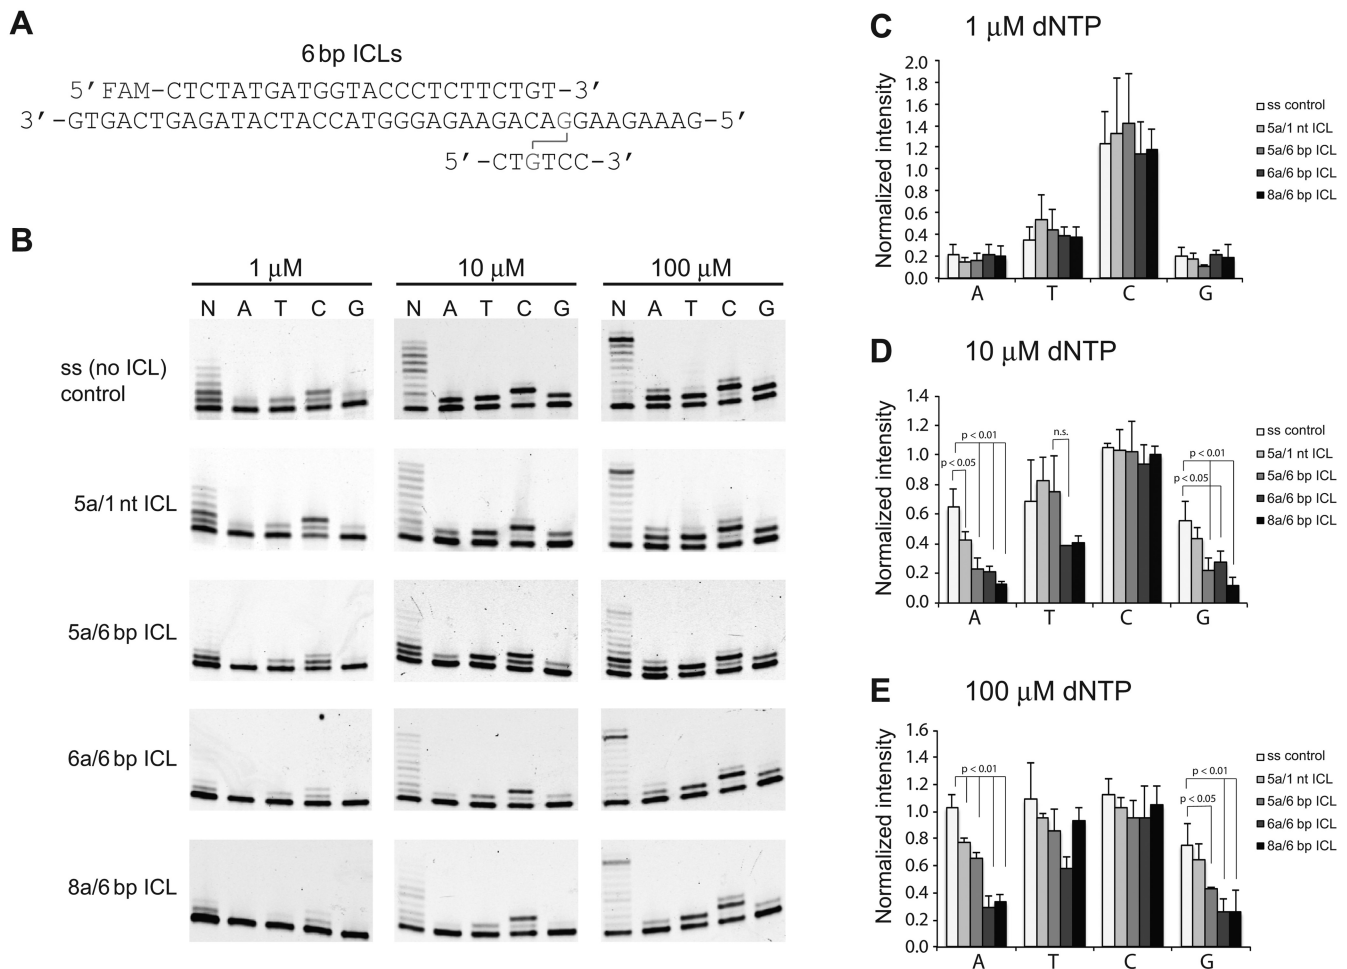 A
6 bp ICLs
5′FAM-CTCTATGATGGTACCCTCTTCTGT-3′
3′-GTGACTGAGATACTACCATGGGAGAAGACAGGAAGAAAG-5′
5′-CTGTCC-3′
B
1 µM 10 µM 100 µM
N A T C G N A T C G N A T C G
ss (no ICL)
control
5a/1 nt ICL
5a/6 bp ICL
6a/6 bp ICL
8a/6 bp ICL
C 1 µM dNTP
Normalized intensity
2.0
1.8
1.6
1.4
1.2
1.0
0.8
0.6
0.4
0.2
0.0
A T C G
ss control
5a/1 nt ICL
5a/6 bp ICL
6a/6 bp ICL
8a/6 bp ICL
D 10 µM dNTP
Normalized intensity
1.4
1.2
1.0
0.8
0.6
0.4
0.2
0.0
p < 0.01
p < 0.05
n.s.
p < 0.01
p < 0.05
A T C G
ss control
5a/1 nt ICL
5a/6 bp ICL
6a/6 bp ICL
8a/6 bp ICL
E 100 µM dNTP
Normalized intensity
1.6
1.4
1.2
1.0
0.8
0.6
0.4
0.2
0.0
p < 0.01
p < 0.01
p < 0.05
A T C G
ss control
5a/1 nt ICL
5a/6 bp ICL
6a/6 bp ICL
8a/6 bp ICL